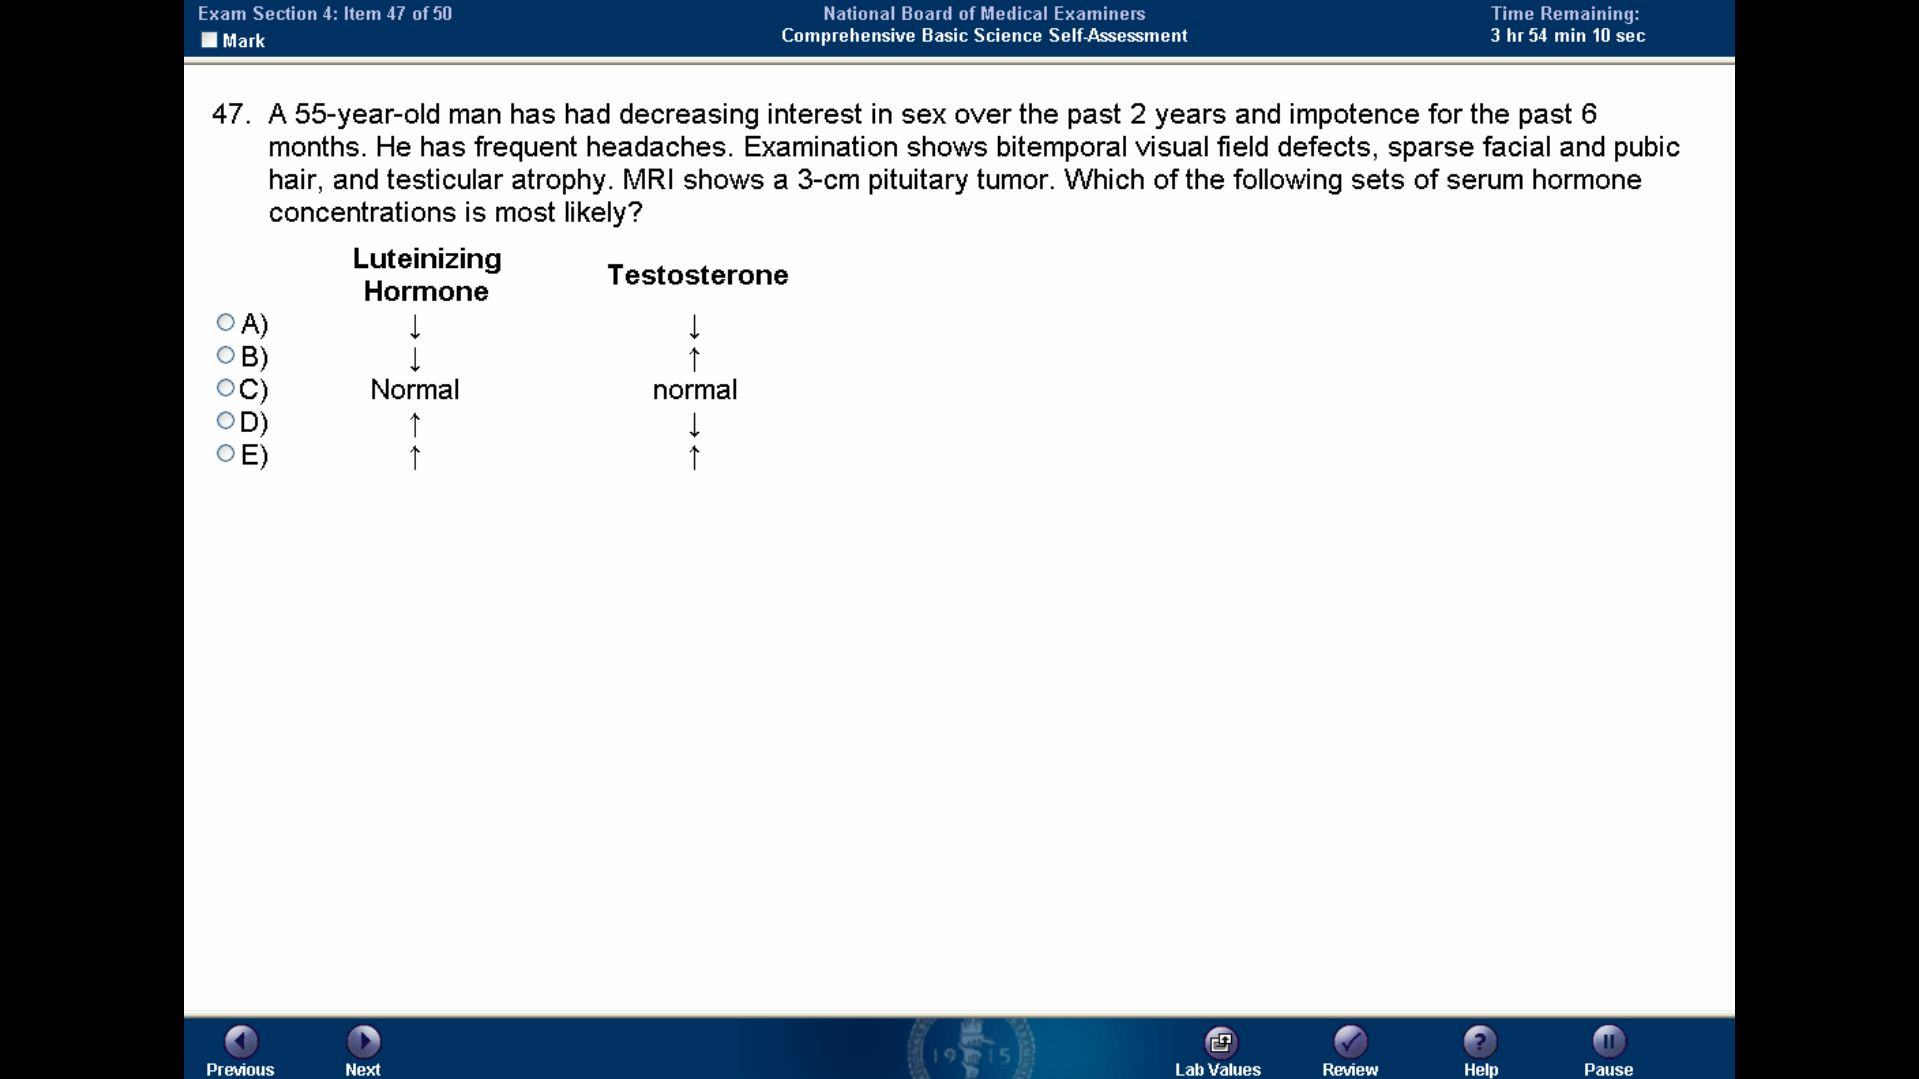 Exam Section 4: Item 47 of 50
Mark
National Board of Medical Examiners
Comprehensive Basic Science Self-Assessment
Time Remaining:
3 hr 54 min 10 sec
47. A 55-year-old man has had decreasing interest in sex over the past 2 years and impotence for the past 6
months. He has frequent headaches. Examination shows bitemporal visual field defects, sparse facial and pubic
hair, and testicular atrophy. MRI shows a 3-cm pituitary tumor. Which of the following sets of serum hormone
concentrations is most likely?
Luteinizing
Hormone
Testosterone
A) ↓ ↓
B) ↓ ↑
C) Normal normal
D) ↑ ↓
E) ↑ ↑
1915
Previous
Next
Lab Values
Review
Help
Pause